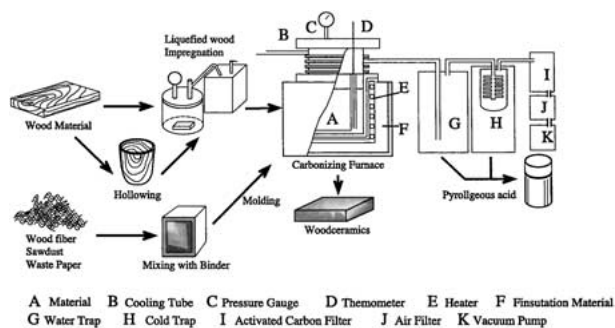 Liquefied wood
Impregnation
B
C
D
Wood Material
Hollowing
A
E
F
G
H
I
J
K
Carbonizing Furnace
Molding
Pyrollgeous acid
Woodceramics
Wood fiber
Sawdust
Waste Paper
Mixing with Binder
A Material B Cooling Tube C Pressure Gauge D Themometer E Heater F Finsutation Material
G Water Trap H Cold Trap I Activated Carbon Filter J Air Filter K Vacuum Pump